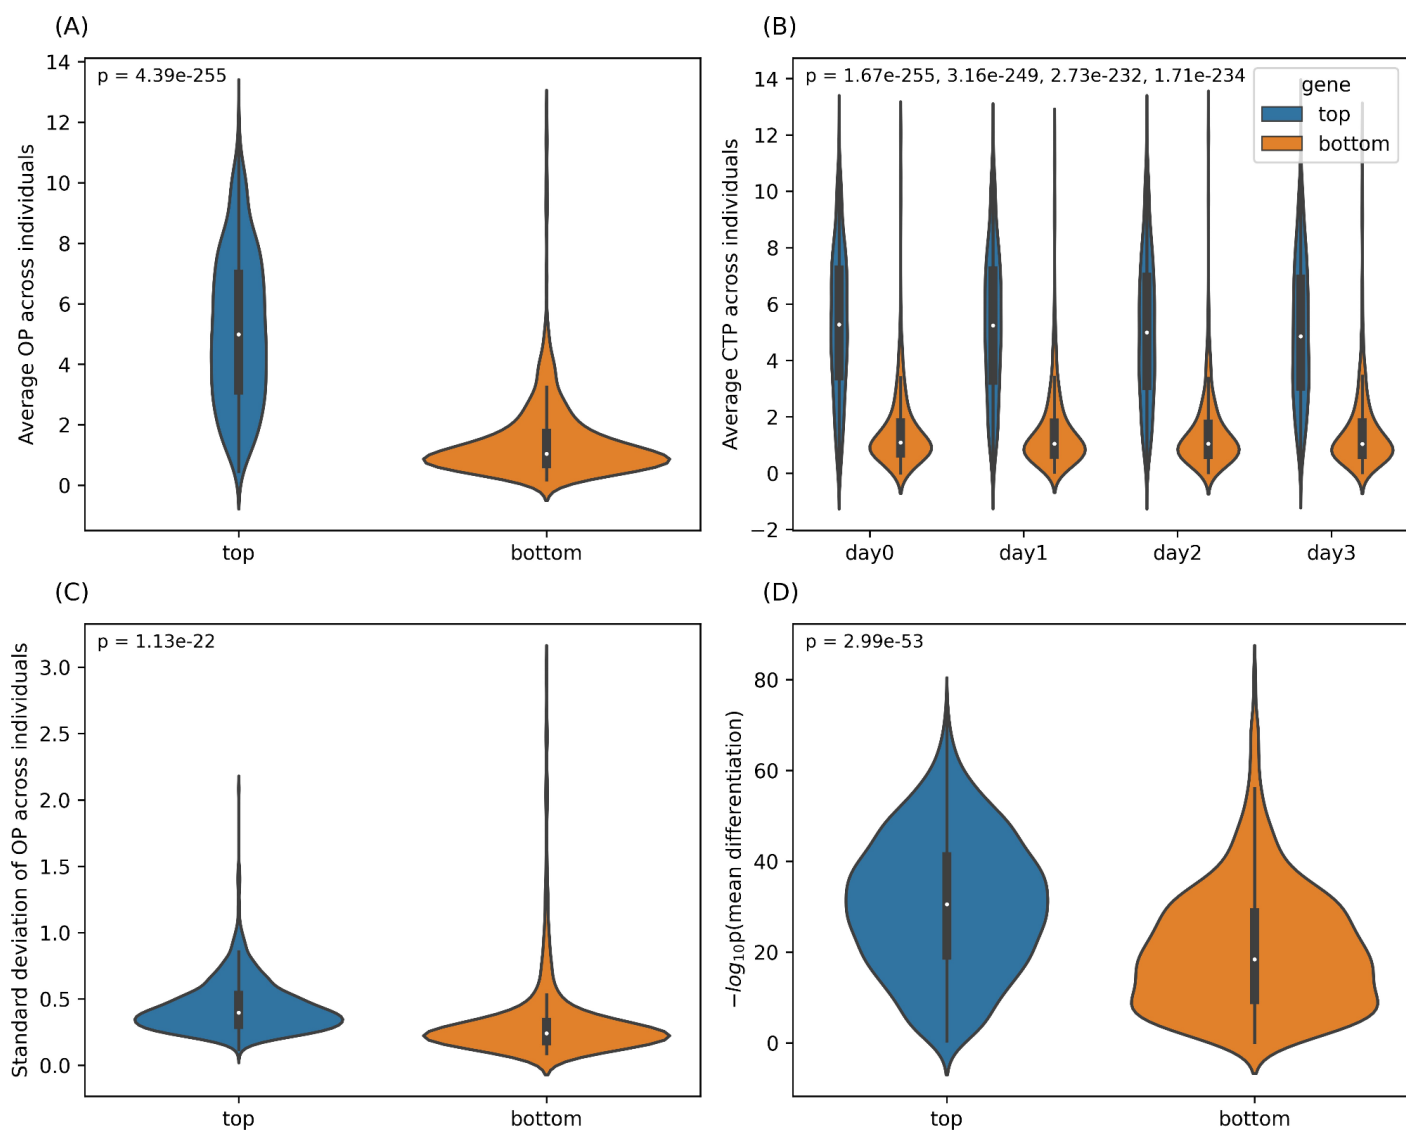 (A)
p = 4.39e-255
Average OP across individuals
14
12
10
8
6
4
2
0
top
bottom
(B)
p = 1.67e-255, 3.16e-249, 2.73e-232, 1.71e-234
gene
top
bottom
Average CTP across individuals
14
12
10
8
6
4
2
0
−2
day0
day1
day2
day3
(C)
p = 1.13e-22
Standard deviation of OP across individuals
3.0
2.5
2.0
1.5
1.0
0.5
0.0
top
bottom
(D)
p = 2.99e-53
−log₁₀p(mean differentiation)
80
60
40
20
0
top
bottom